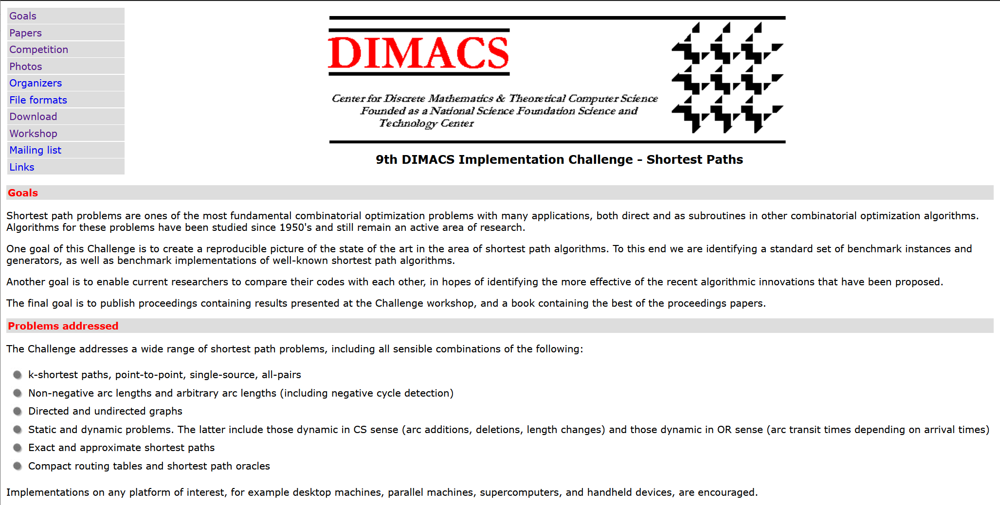 Goals
Papers
Competition
Photos
Organizers
File formats
Download
Workshop
Mailing list
Links
DIMACS
Center for Discrete Mathematics & Theoretical Computer Science
Founded as a National Science Foundation Science and
Technology Center
9th DIMACS Implementation Challenge - Shortest Paths
Goals
Shortest path problems are ones of the most fundamental combinatorial optimization problems with many applications, both direct and as subroutines in other combinatorial optimization algorithms.
Algorithms for these problems have been studied since 1950's and still remain an active area of research.
One goal of this Challenge is to create a reproducible picture of the state of the art in the area of shortest path algorithms. To this end we are identifying a standard set of benchmark instances and
generators, as well as benchmark implementations of well-known shortest path algorithms.
Another goal is to enable current researchers to compare their codes with each other, in hopes of identifying the more effective of the recent algorithmic innovations that have been proposed.
The final goal is to publish proceedings containing results presented at the Challenge workshop, and a book containing the best of the proceedings papers.
Problems addressed
The Challenge addresses a wide range of shortest path problems, including all sensible combinations of the following:
k-shortest paths, point-to-point, single-source, all-pairs
Non-negative arc lengths and arbitrary arc lengths (including negative cycle detection)
Directed and undirected graphs
Static and dynamic problems. The latter include those dynamic in CS sense (arc additions, deletions, length changes) and those dynamic in OR sense (arc transit times depending on arrival times)
Exact and approximate shortest paths
Compact routing tables and shortest path oracles
Implementations on any platform of interest, for example desktop machines, parallel machines, supercomputers, and handheld devices, are encouraged.